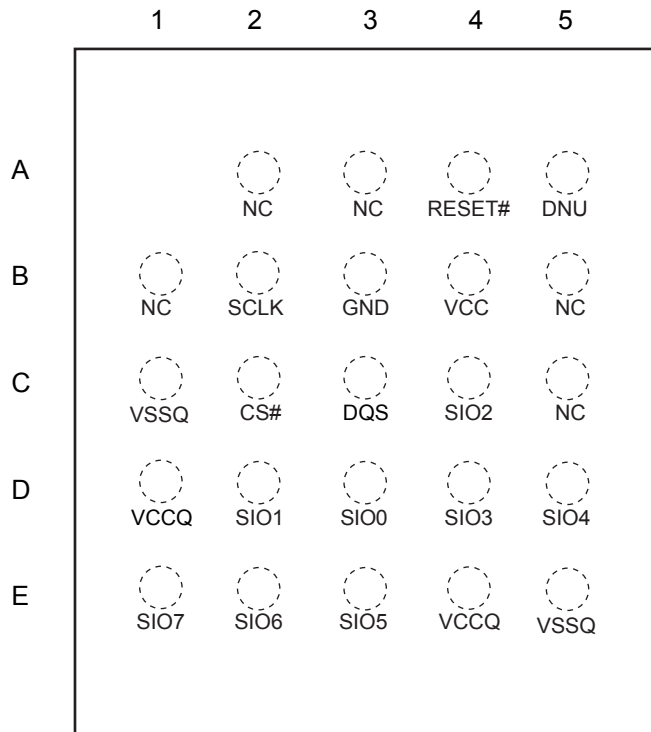 1 2 3 4 5
A
NC NC RESET# DNU
B
NC SCLK GND VCC NC
C
VSSQ CS# DQS SIO2 NC
D
VCCQ SIO1 SIO0 SIO3 SIO4
E
SIO7 SIO6 SIO5 VCCQ VSSQ